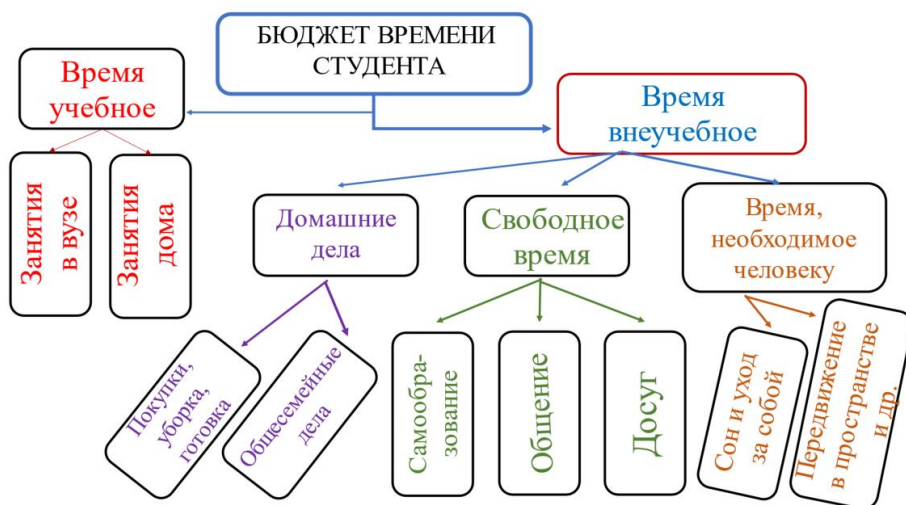 БЮДЖЕТ ВРЕМЕНИ
СТУДЕНТА
Время
учебное
Время
внеучебное
Занятия
в вузе
Занятия
дома
Домашние
дела
Свободное
время
Время,
необходимое
человеку
Покупки,
уборка,
готовка
Общесемейные
дела
Самообра-
зование
Общение
Досуг
Сон и уход
за собой
Передвижение
в пространстве
и др.